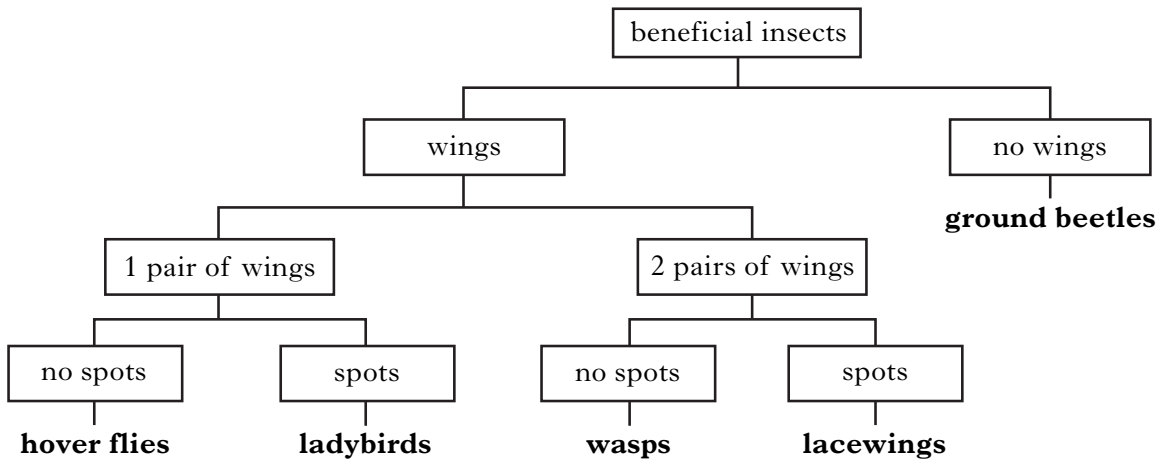 beneficial insects
wings
no wings
ground beetles
1 pair of wings
2 pairs of wings
no spots
spots
no spots
spots
hover flies
ladybirds
wasps
lacewings